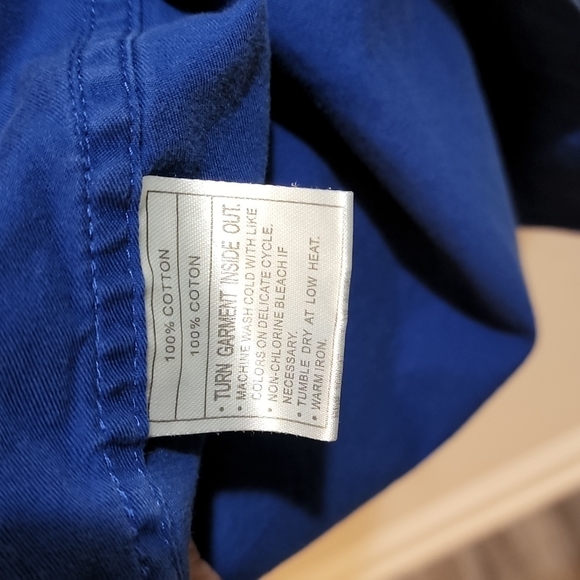 100% COTTON
100% COTON
• TURN GARMENT INSIDE OUT.
• MACHINE WASH COLD WITH LIKE
COLORS ON DELICATE CYCLE.
• NON-CHLORINE BLEACH IF
NECESSARY.
• TUMBLE DRY AT LOW HEAT.
• WARM IRON.